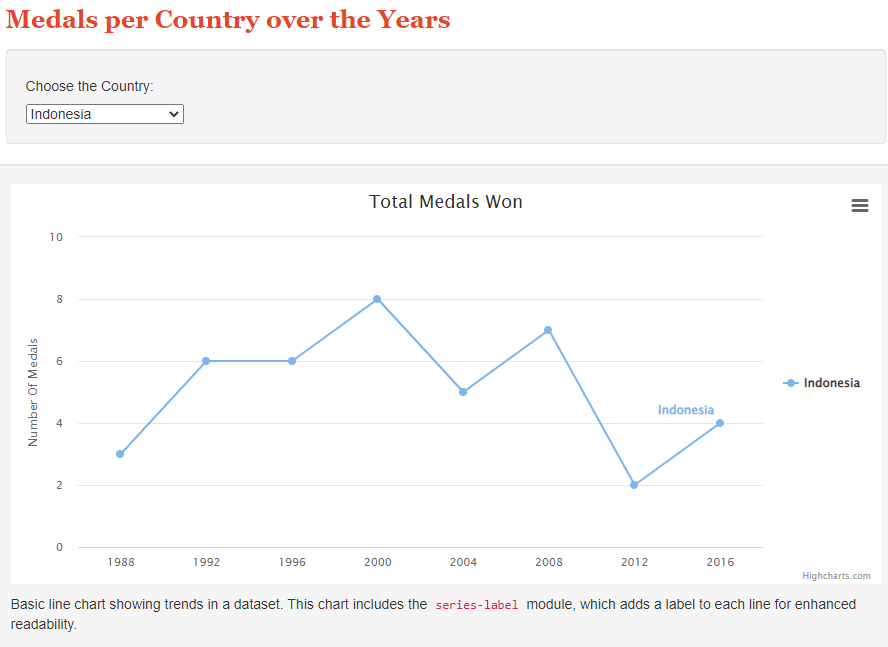 Medals per Country over the Years
Choose the Country:
Indonesia
Total Medals Won
Number Of Medals
10
8
6
4
2
0
Indonesia
1988 1992 1996 2000 2004 2008 2012 2016
Indonesia
Highcharts.com
Basic line chart showing trends in a dataset. This chart includes the series-label module, which adds a label to each line for enhanced
readability.